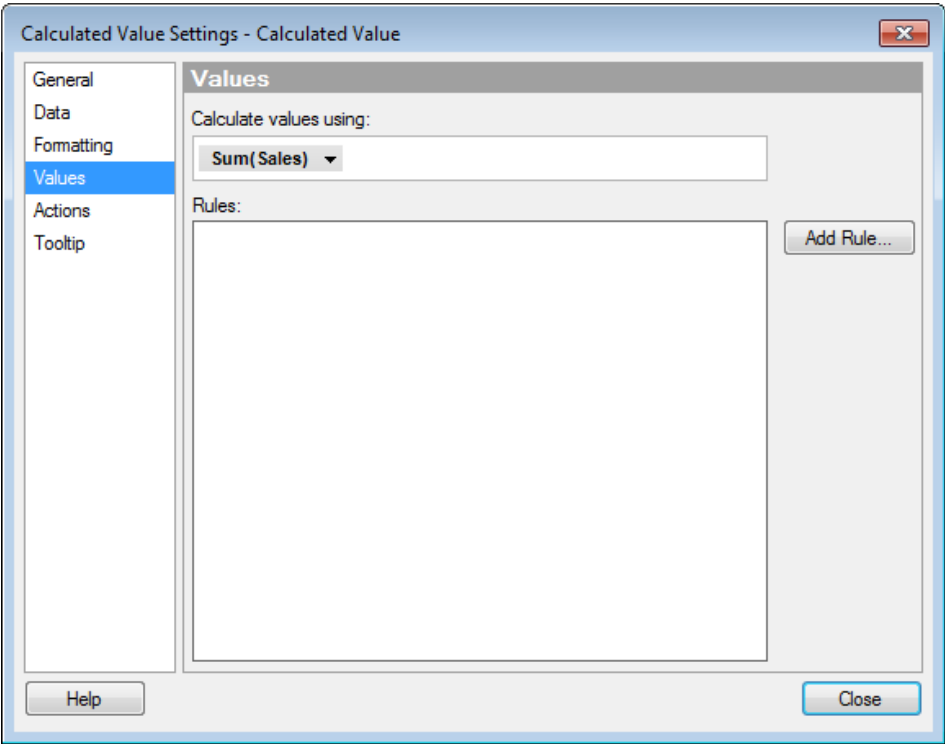 Calculated Value Settings - Calculated Value
General
Data
Formatting
Values
Actions
Tooltip
Values
Calculate values using:
Sum(Sales)
Rules:
Add Rule...
Help
Close